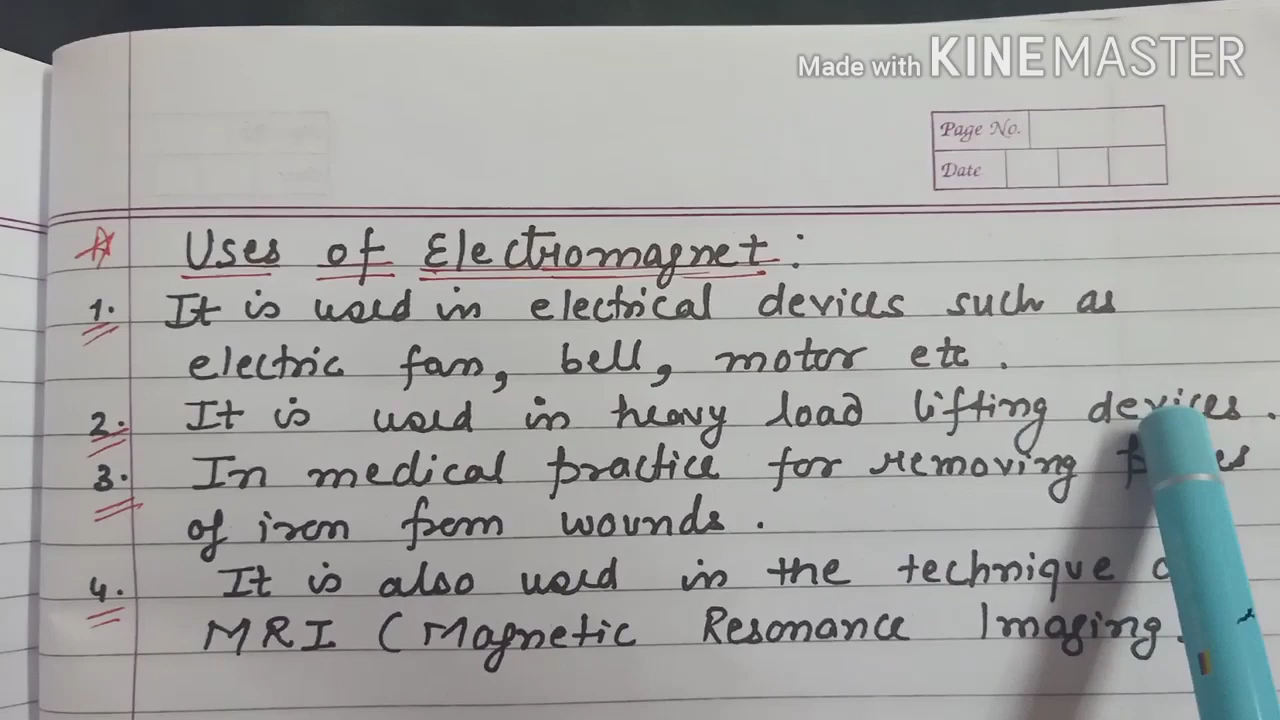 Made with KINEMASTER
Page No.
Date
Uses of Electromagnet:
1. It is used in electrical devices such as
electric fan, bell, motor etc.
2. It is used in heavy load lifting devices.
3. In medical practice for removing
of iron from wounds.
4. It is also used in the technique
MRI (Magnetic Resonance Imaging